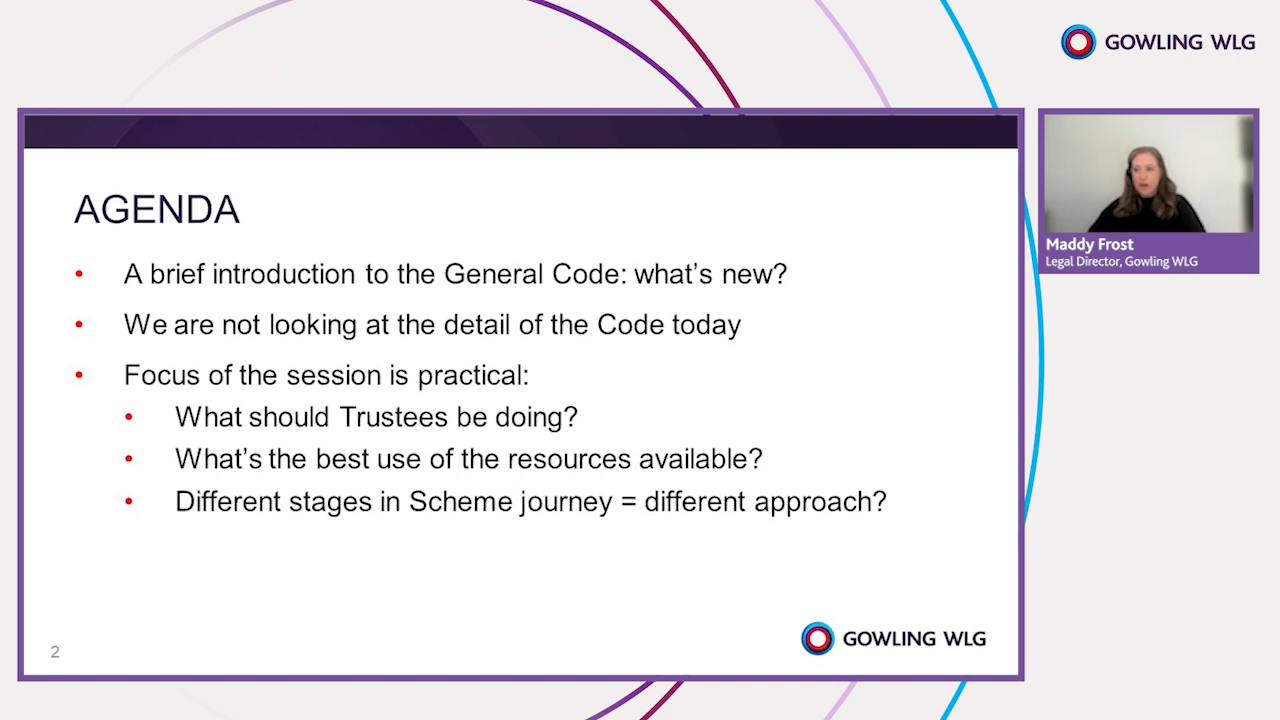 GOWLING WLG
AGENDA
• A brief introduction to the General Code: what's new?
• We are not looking at the detail of the Code today
• Focus of the session is practical:
• What should Trustees be doing?
• What's the best use of the resources available?
• Different stages in Scheme journey = different approach?
2
GOWLING WLG
Maddy Frost
Legal Director, Gowling WLG